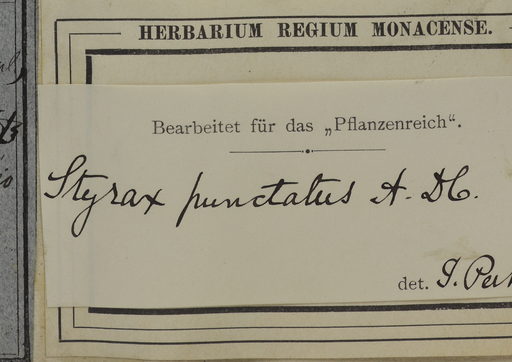 HERBARIUM REGIUM MONACENSE.
Bearbeitet für das „Pflanzenreich“.
Styrax punctatus A. DC.
det. J.